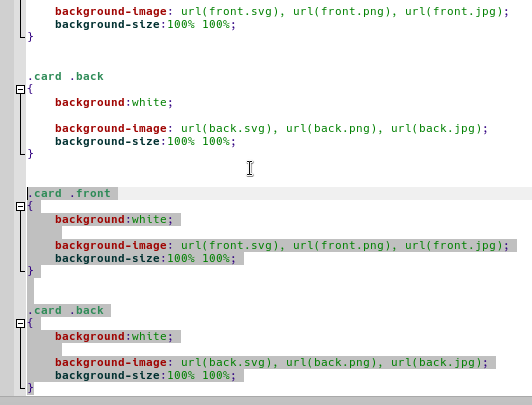 background-image: url(front.svg), url(front.png), url(front.jpg);
background-size:100% 100%;
}
.card .back
{
background:white;
background-image: url(back.svg), url(back.png), url(back.jpg);
background-size:100% 100%;
}
.card .front
{
background:white;
background-image: url(front.svg), url(front.png), url(front.jpg);
background-size:100% 100%;
}
.card .back
{
background:white;
background-image: url(back.svg), url(back.png), url(back.jpg);
background-size:100% 100%;
}